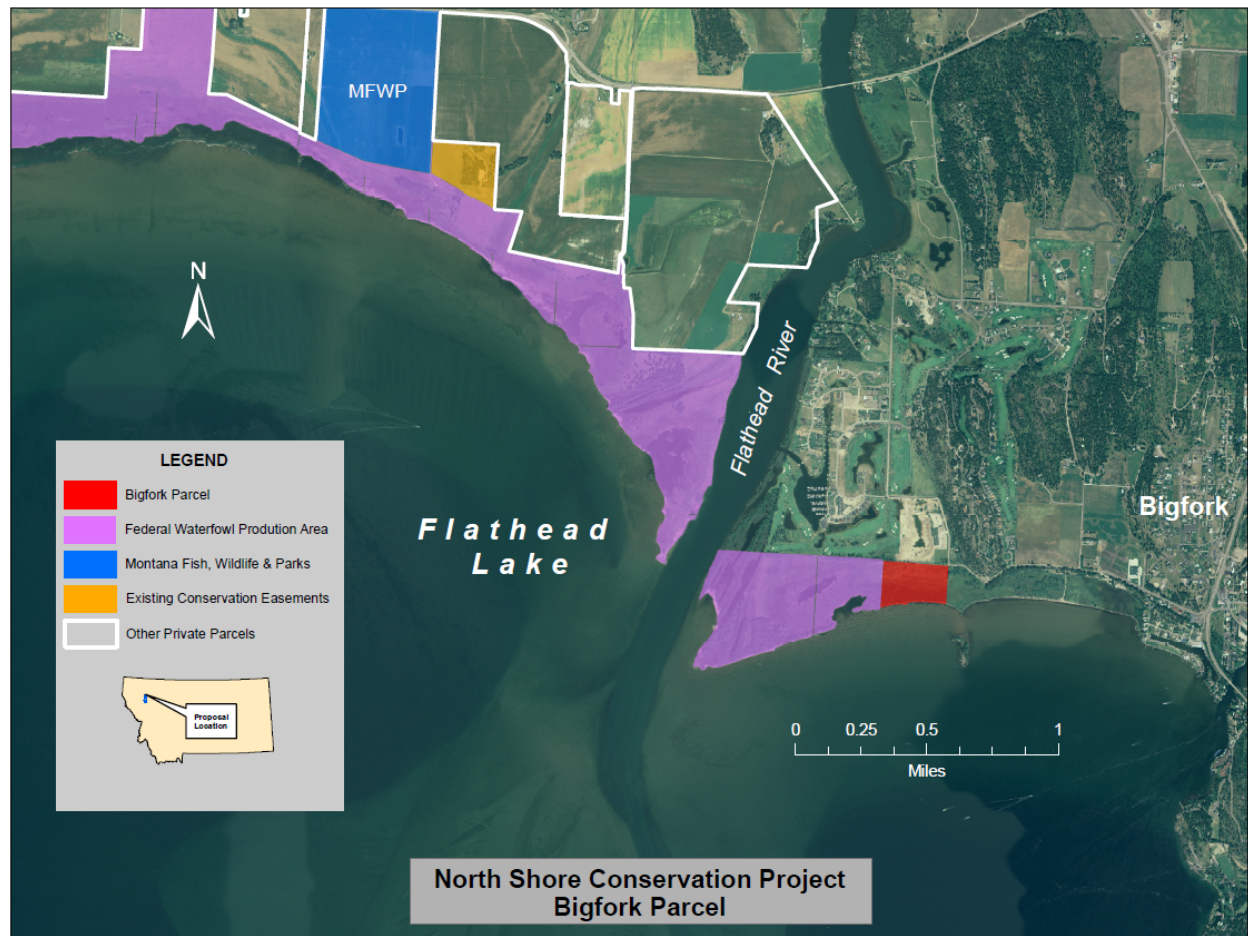 MFWP
N
Flathead River
LEGEND
Bigfork Parcel
Federal Waterfowl Prodution Area
Montana Fish, Wildlife & Parks
Existing Conservation Easements
Other Private Parcels
Proposal
Location
Flathead
Lake
Bigfork
0 0.25 0.5 1
Miles
North Shore Conservation Project
Bigfork Parcel